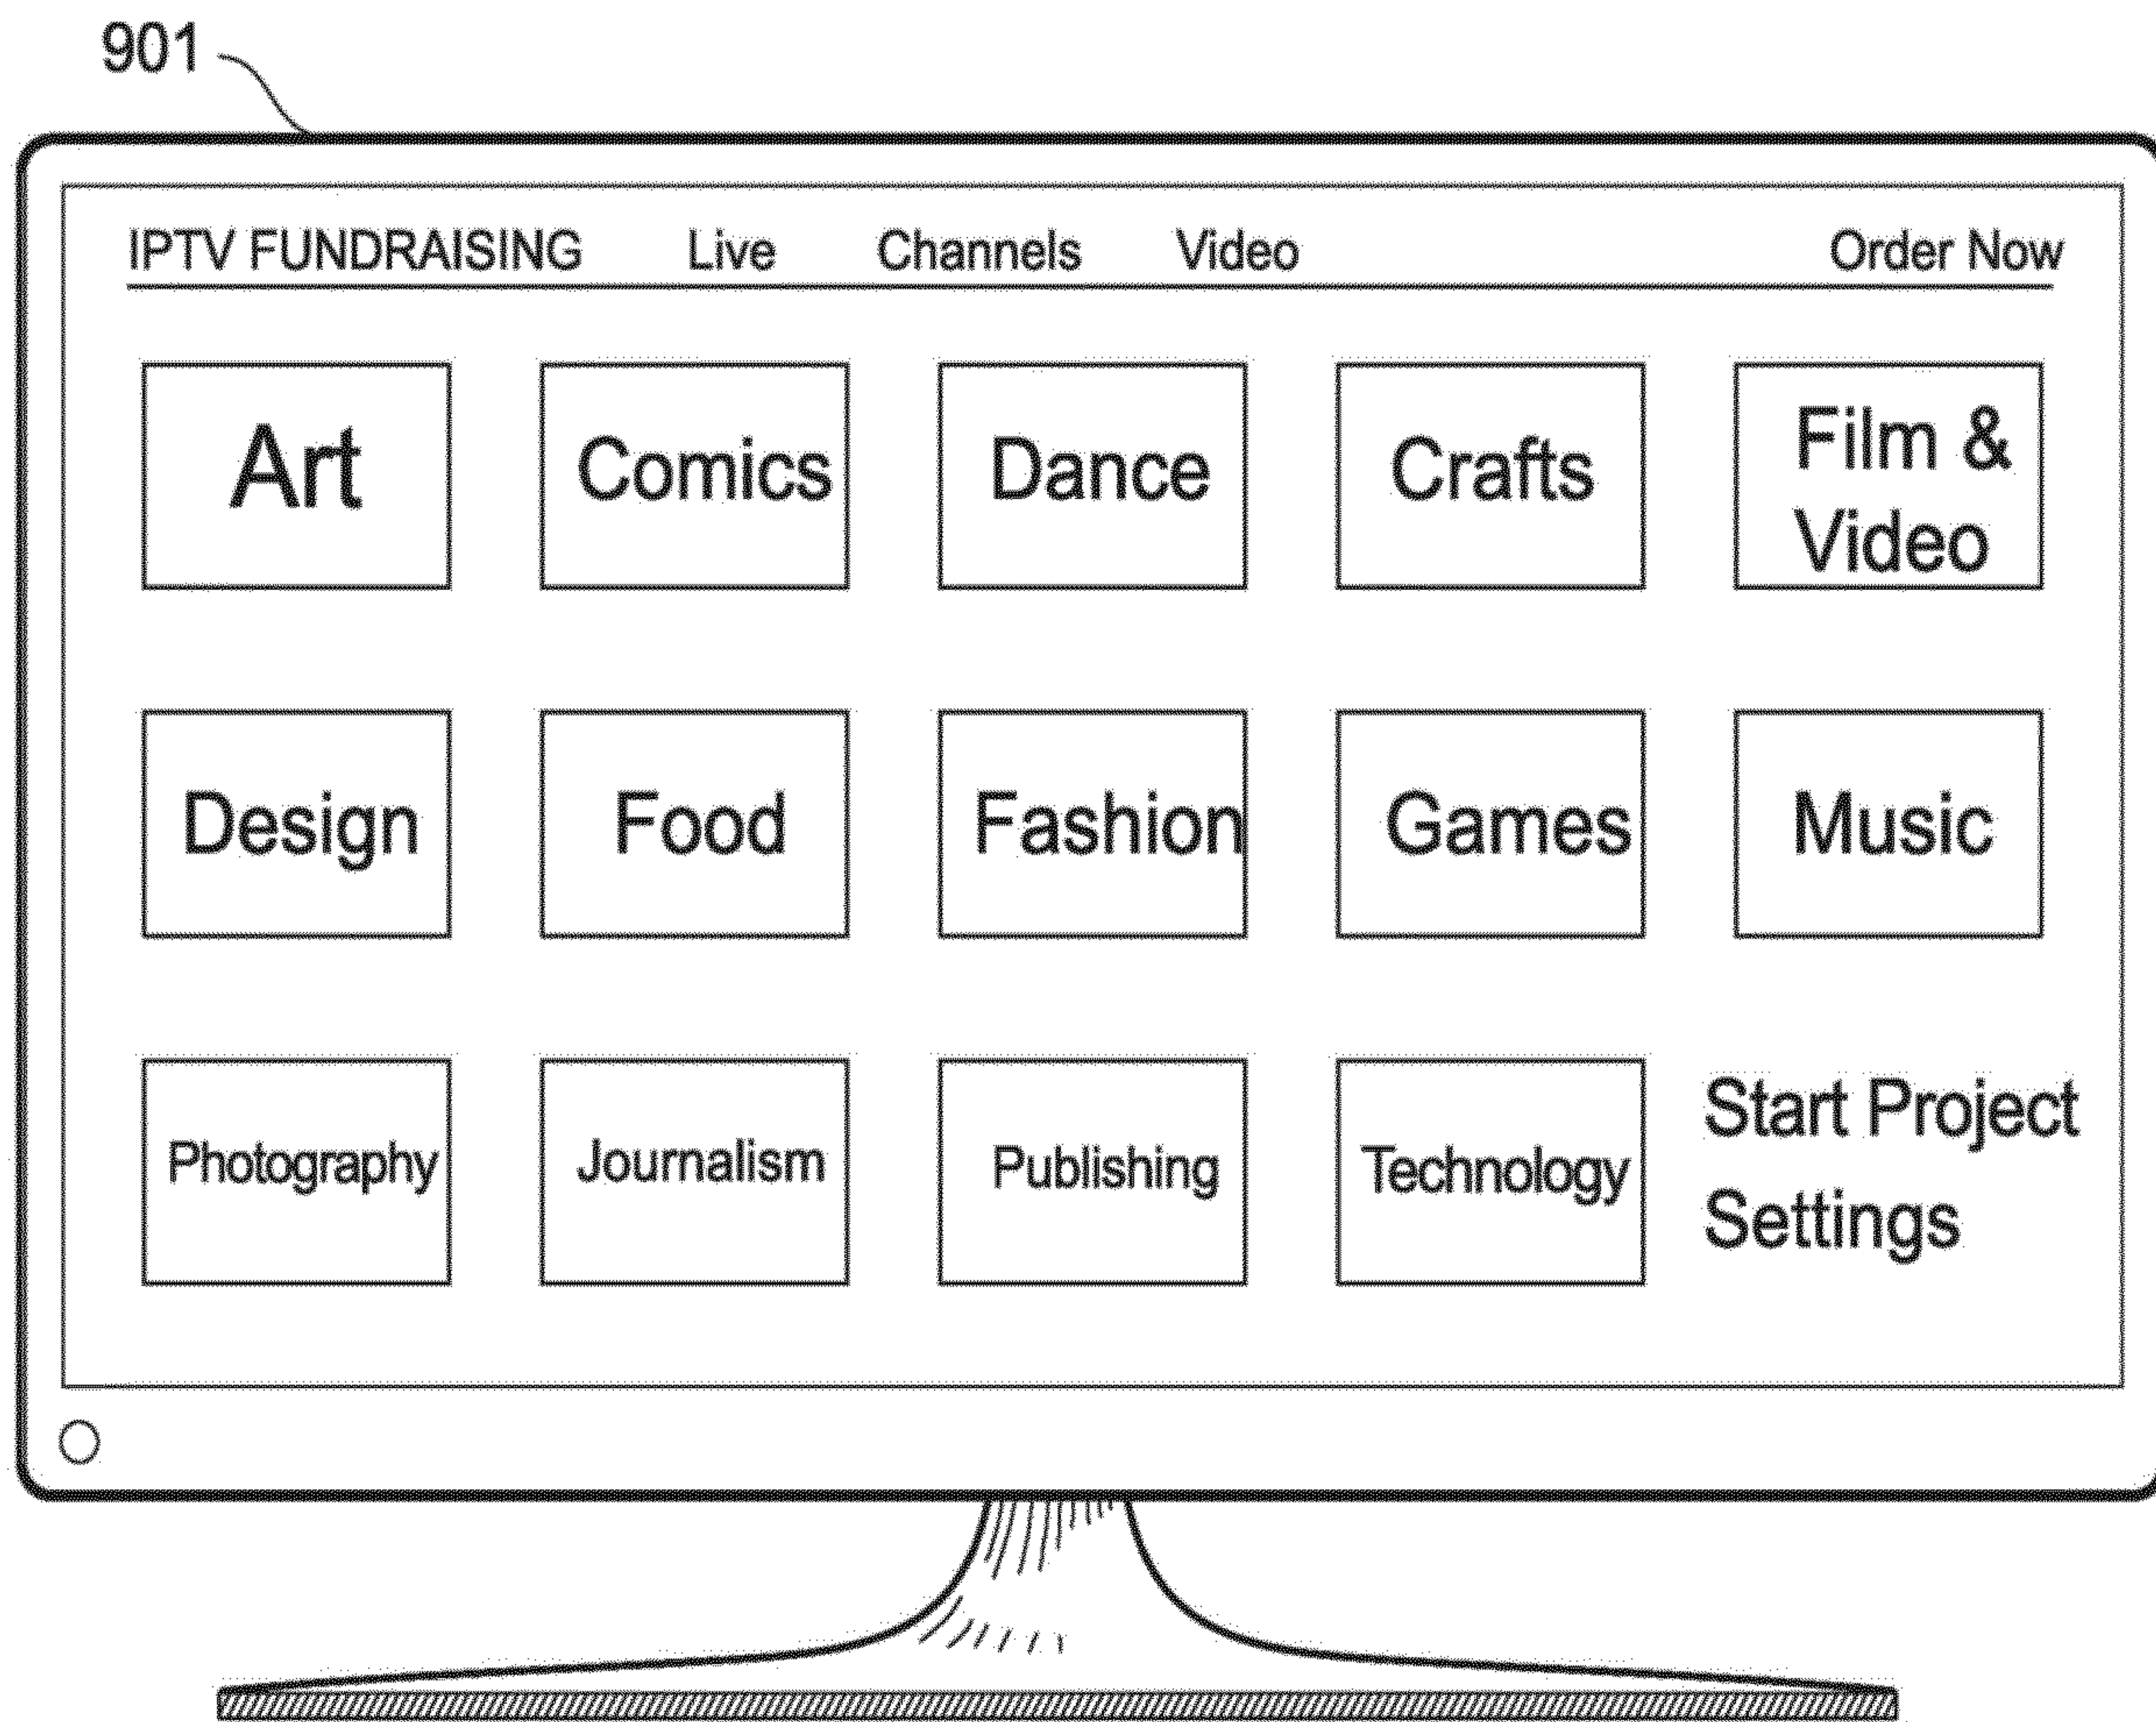 901
IPTV FUNDRAISING Live Channels Video Order Now
Art Comics Dance Crafts Film &
Video
Design Food Fashion Games Music
Photography Journalism Publishing Technology Start Project
Settings